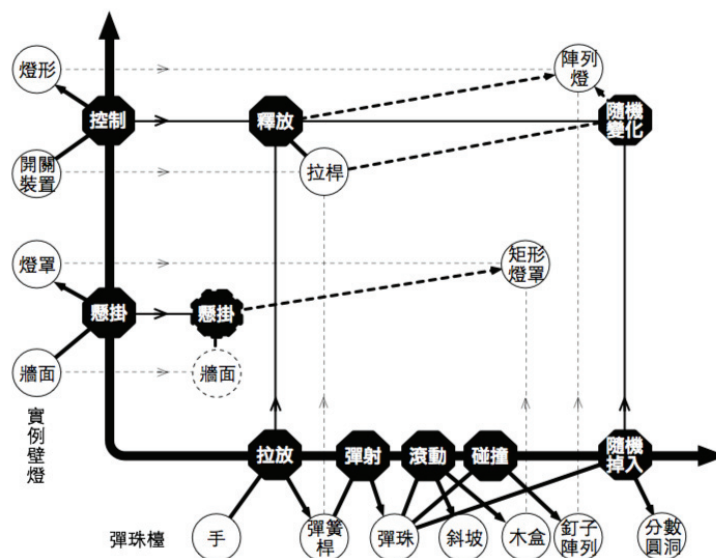 燈形
陣列
燈
控制
釋放
隨機
變化
開關
裝置
拉桿
燈罩
矩形
燈罩
懸掛
懸掛
牆面
牆面
實例壁燈
拉放
彈射
滾動
碰撞
隨機
掉入
彈珠檯
手
彈簧
桿
彈珠
斜坡
木盒
釘子
陣列
分數
圓洞